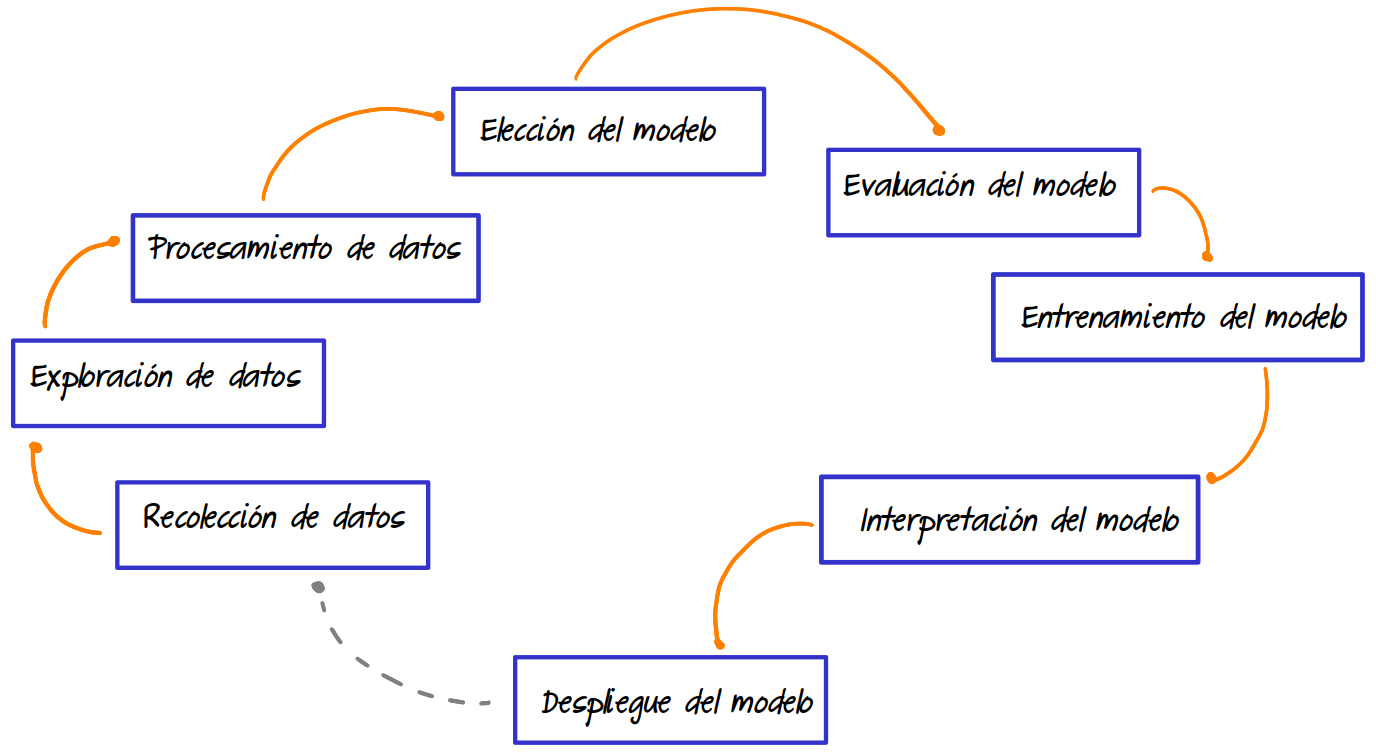 Elección del modelo
Evaluación del modelo
Procesamiento de datos
Entrenamiento del modelo
Exploración de datos
Recolección de datos
Interpretación del modelo
Despliegue del modelo